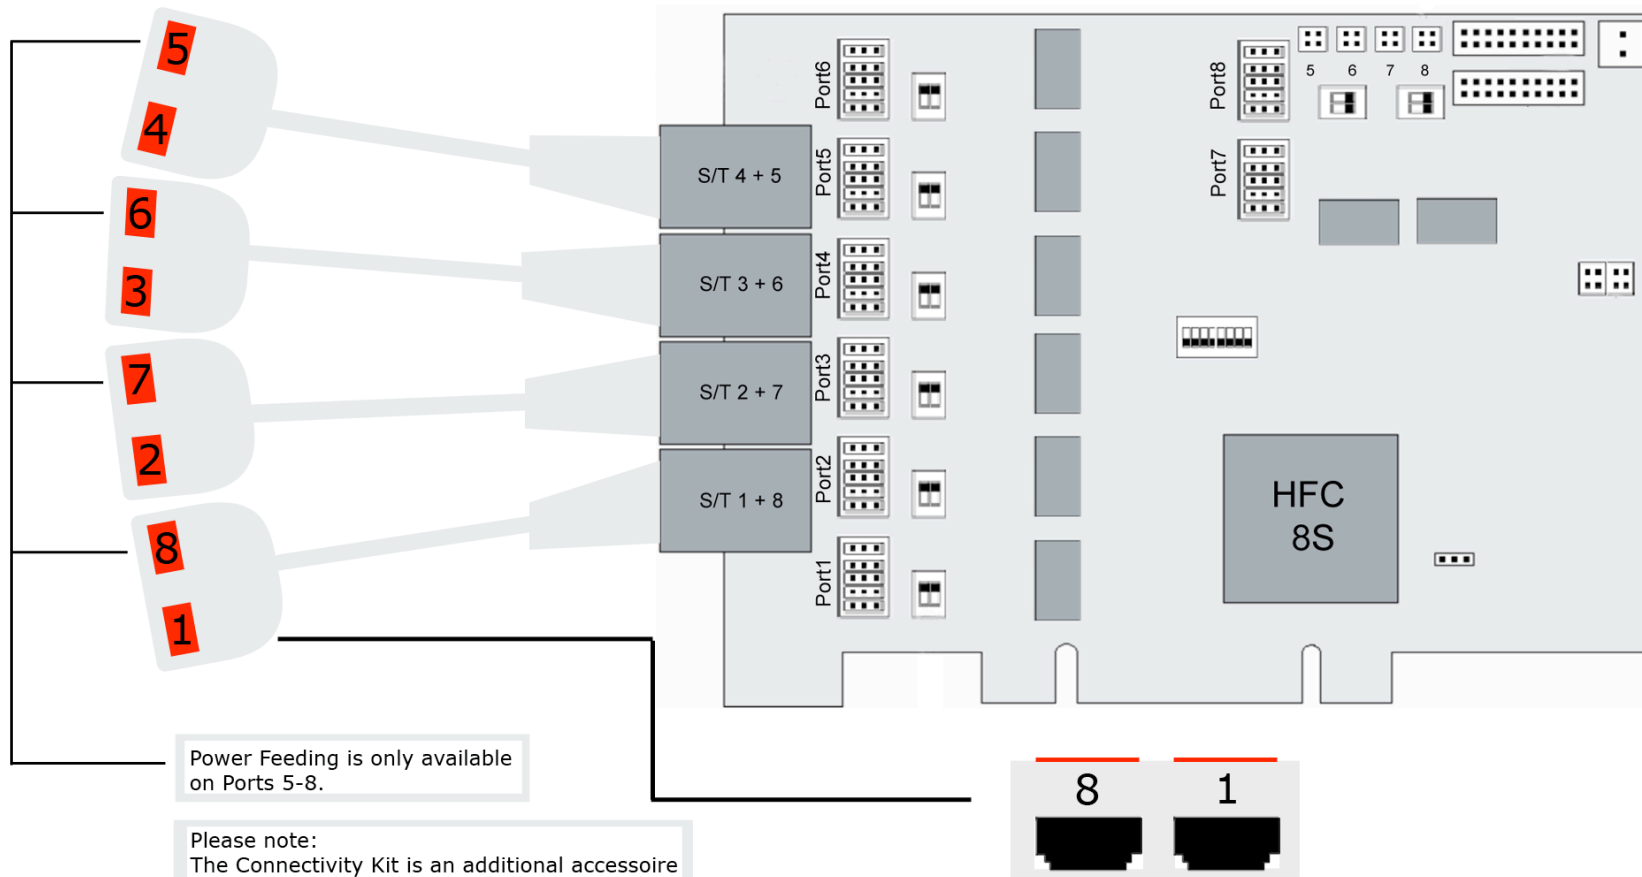 5
4
6
3
7
2
8
1
S/T 4 + 5
S/T 3 + 6
S/T 2 + 7
S/T 1 + 8
Port6
Port5
Port4
Port3
Port2
Port1
Port8
Port7
5 6 7 8
HFC
8S
Power Feeding is only available
on Ports 5-8.
Please note:
The Connectivity Kit is an additional accessoire
8 1